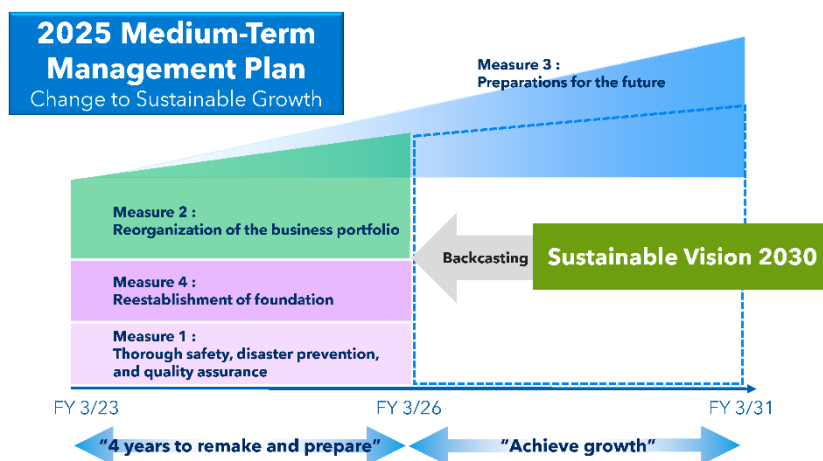 2025 Medium-Term
Management Plan
Change to Sustainable Growth
Measure 3 :
Preparations for the future
Measure 2 :
Reorganization of the business portfolio
Backcasting
Sustainable Vision 2030
Measure 4 :
Reestablishment of foundation
Measure 1 :
Thorough safety, disaster prevention,
and quality assurance
FY 3/23
FY 3/26
FY 3/31
“4 years to remake and prepare”
“Achieve growth”